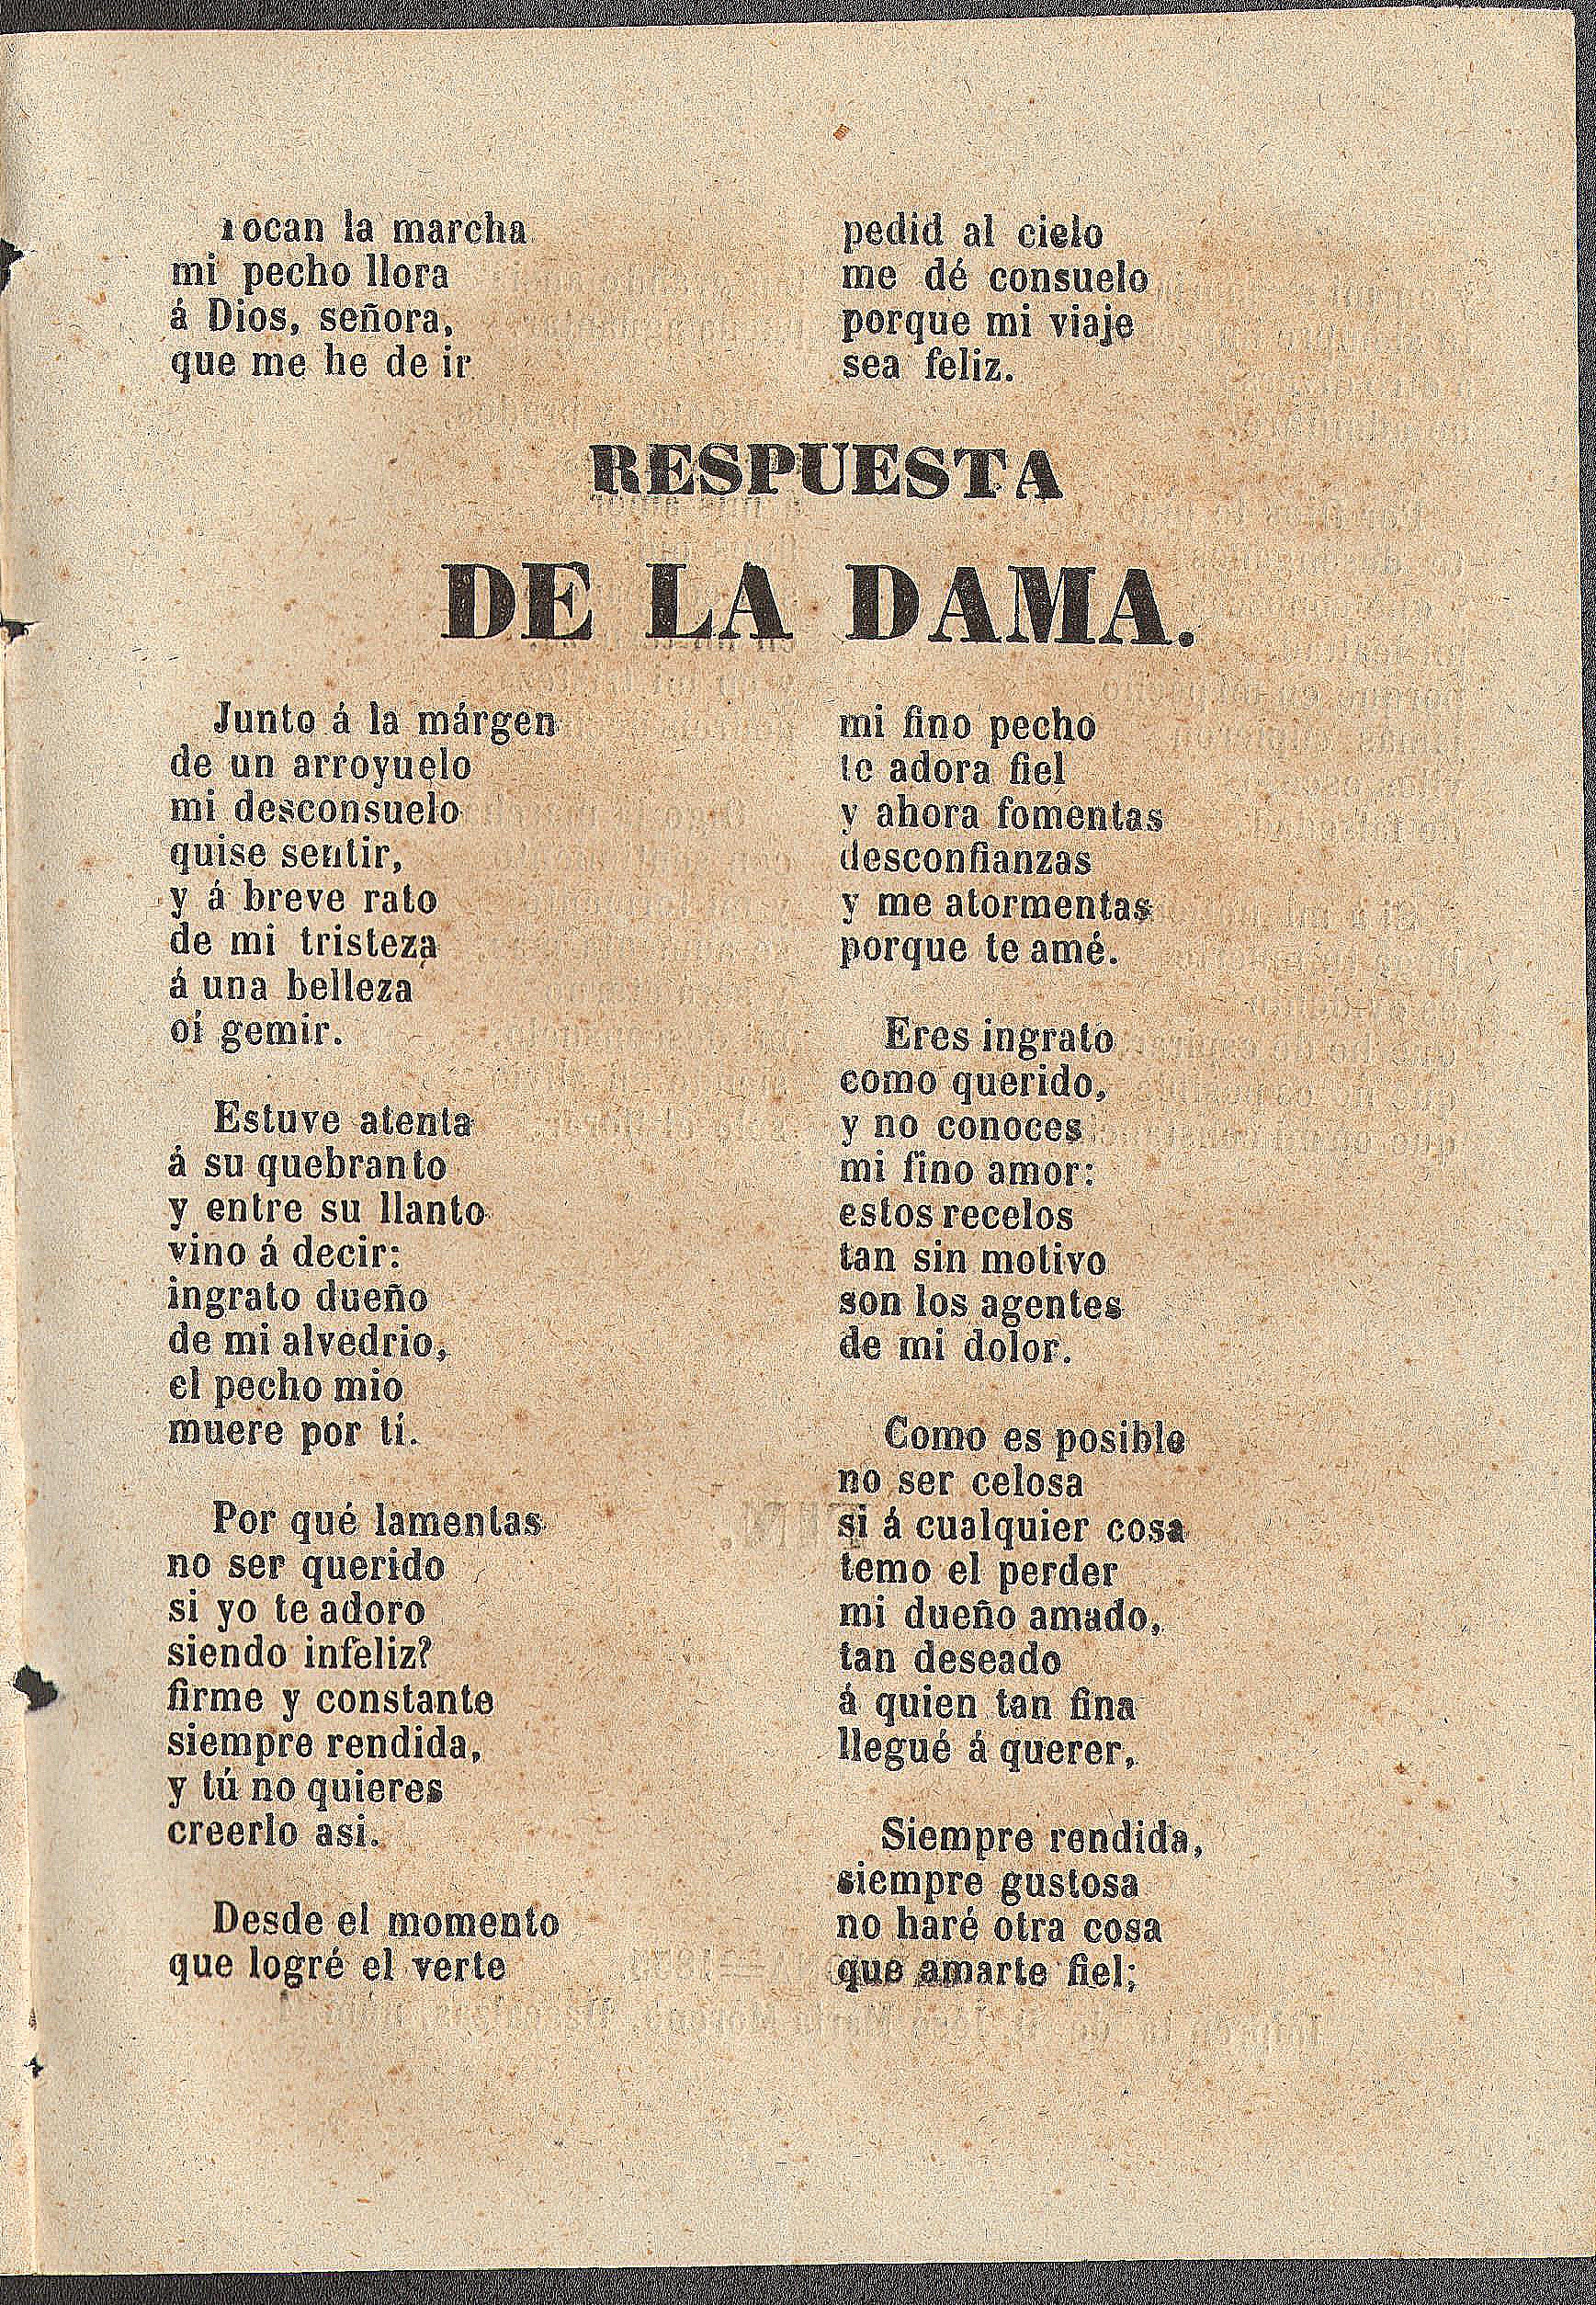 Tocan la marcha
mi pecho llora
á Dios, señora,
que me he de ir
pedid al cielo
me dé consuelo
porque mi viaje
sea feliz.
RESPUESTA
DE LA DAMA.
Junto á la márgen
de un arroyuelo
mi desconsuelo
quise sentir,
y á breve rato
de mi tristeza
á una belleza
oí gemir.
Estuve atenta
á su quebranto
y entre su llanto
vino á decir:
ingrato dueño
de mi alvedrio,
el pecho mio
muere por tí.
Por qué lamentas
no ser querido
si yo te adoro
siendo infeliz?
firme y constante
siempre rendida,
y tú no quieres
creerlo asi.
Desde el momento
que logré el verte
mi fino pecho
te adora fiel
y ahora fomentas
desconfianzas
y me atormentas
porque te amé.
Eres ingrato
como querido,
y no conoces
mi fino amor:
estos recelos
tan sin motivo
son los agentes
de mi dolor.
Como es posible
no ser celosa
si á cualquier cosa
temo el perder
mi dueño amado,
tan deseado
á quien tan fina
llegué á querer,
Siempre rendida,
siempre gustosa
no haré otra cosa
que amarte fiel;